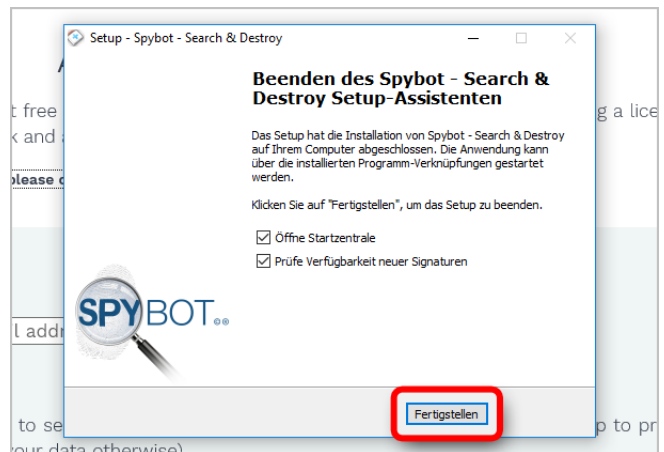 Setup - Spybot - Search & Destroy
Beenden des Spybot - Search &
Destroy Setup-Assistenten
t free
g a lice
k and
Das Setup hat die Installation von Spybot - Search & Destroy
auf Ihrem Computer abgeschlossen. Die Anwendung kann
über die installierten Programm-Verknüpfungen gestartet
werden.
please
Klicken Sie auf "Fertigstellen", um das Setup zu beenden.
Öffne Startzentrale
Prüfe Verfügbarkeit neuer Signaturen
SPYBOT
l addr
Fertigstellen
to se
p to pr
your data otherwise)